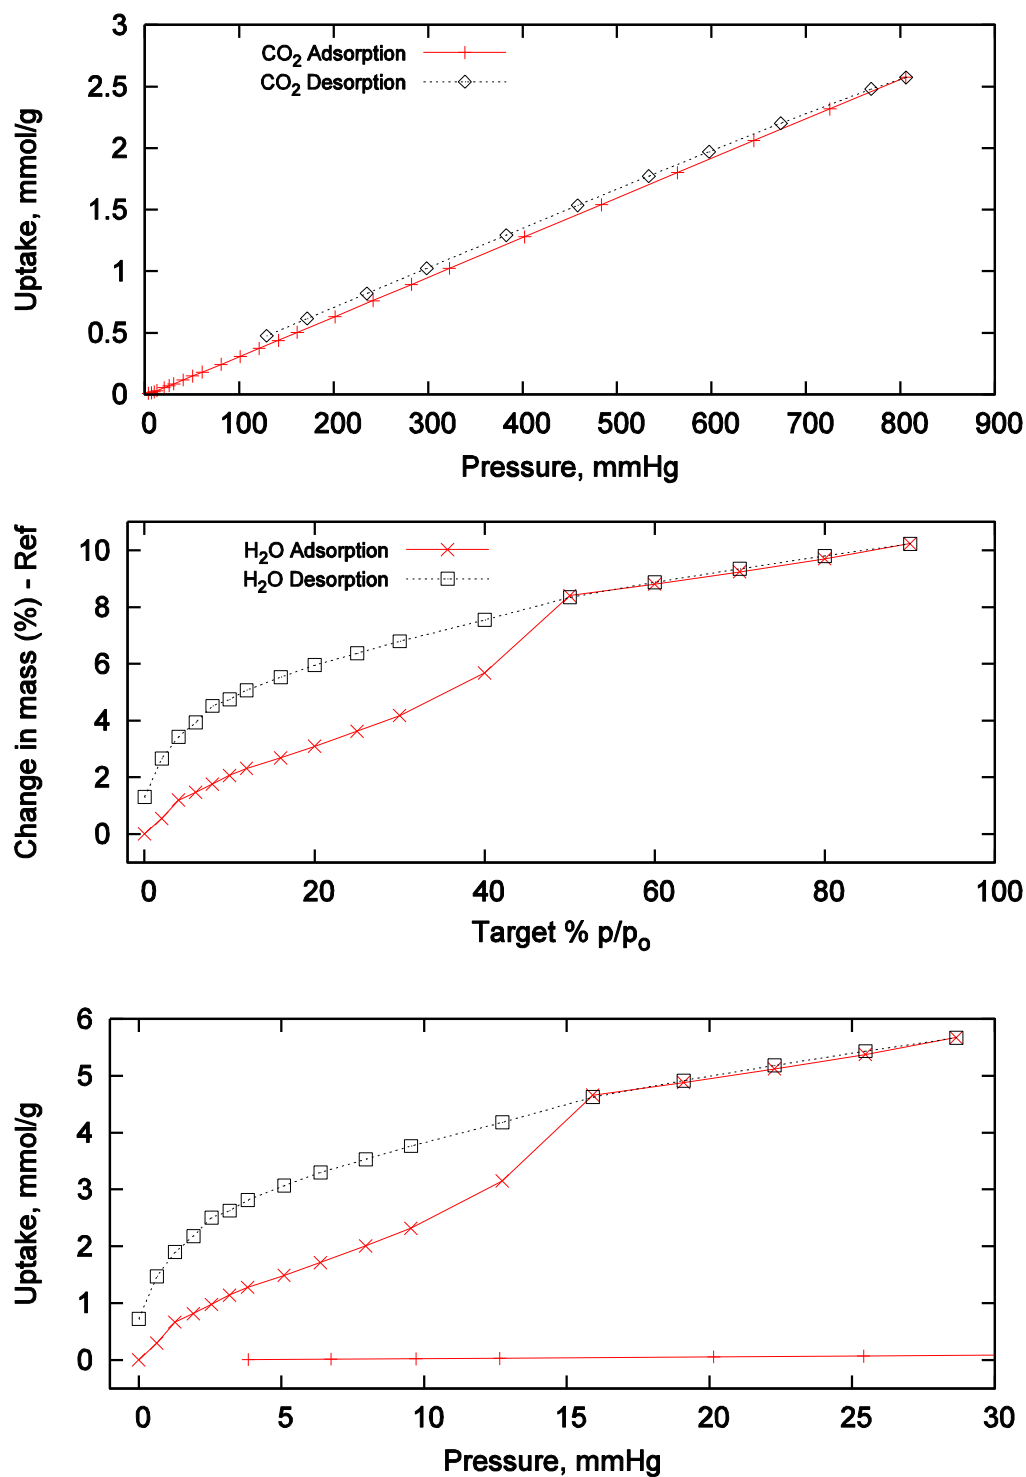 3
2.5
2
1.5
1
0.5
0
Uptake, mmol/g
CO2 Adsorption
CO2 Desorption
0 100 200 300 400 500 600 700 800 900
Pressure, mmHg
10
8
6
4
2
0
Change in mass (%) - Ref
H2O Adsorption
H2O Desorption
0 20 40 60 80 100
Target % p/po
6
5
4
3
2
1
0
Uptake, mmol/g
0 5 10 15 20 25 30
Pressure, mmHg